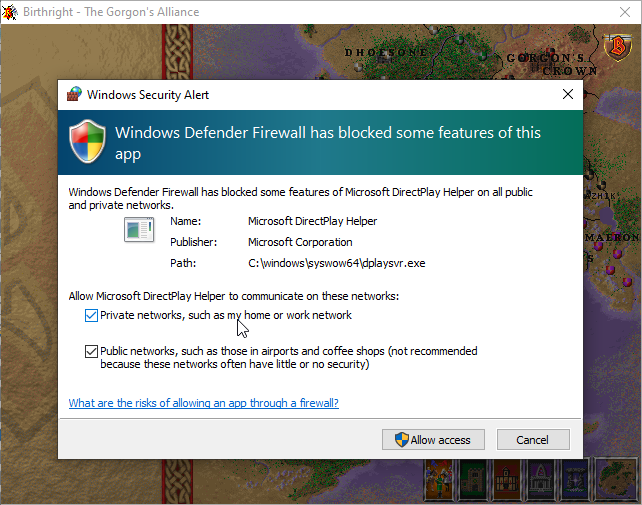 Birthright - The Gorgon's Alliance
DHOESONE
GORGON'S
CROWN
B
Windows Security Alert
Windows Defender Firewall has blocked some features of this
app
Windows Defender Firewall has blocked some features of Microsoft DirectPlay Helper on all public
and private networks.
Name: Microsoft DirectPlay Helper
Publisher: Microsoft Corporation
Path: C:\windows\syswow64\dplaysvr.exe
Allow Microsoft DirectPlay Helper to communicate on these networks:
Private networks, such as my home or work network
Public networks, such as those in airports and coffee shops (not recommended
because these networks often have little or no security)
What are the risks of allowing an app through a firewall?
Allow access
Cancel